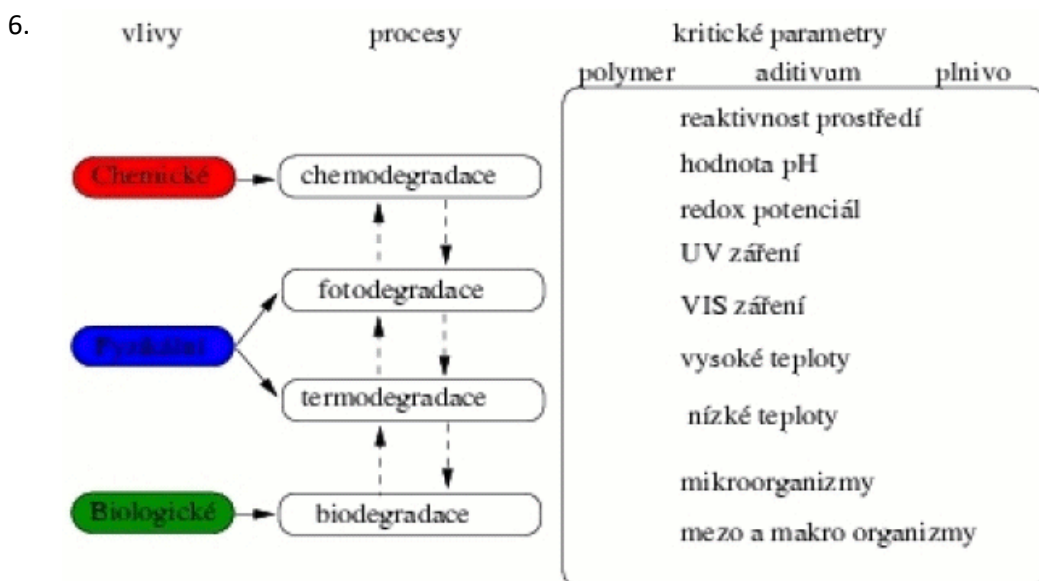 6.
vlivy procesy kritické parametry
polymer aditivum plnivo
reaktivnost prostředí
Chemické chemodegradace hodnota pH
redox potenciál
UV záření
fotodegradace
VIS záření
Fyzikální
vysoké teploty
termodegradace
nízké teploty
mikroorganizmy
Biologické biodegradace
mezo a makro organizmy